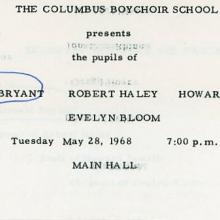 THE COLUMBUS BOYCHOIR SCHOOL
presents
the pupils of
BRYANT ROBERT HALEY HOWAR
EVELYN BLOOM
Tuesday May 28, 1968 7:00 p.m.
MAIN HALL